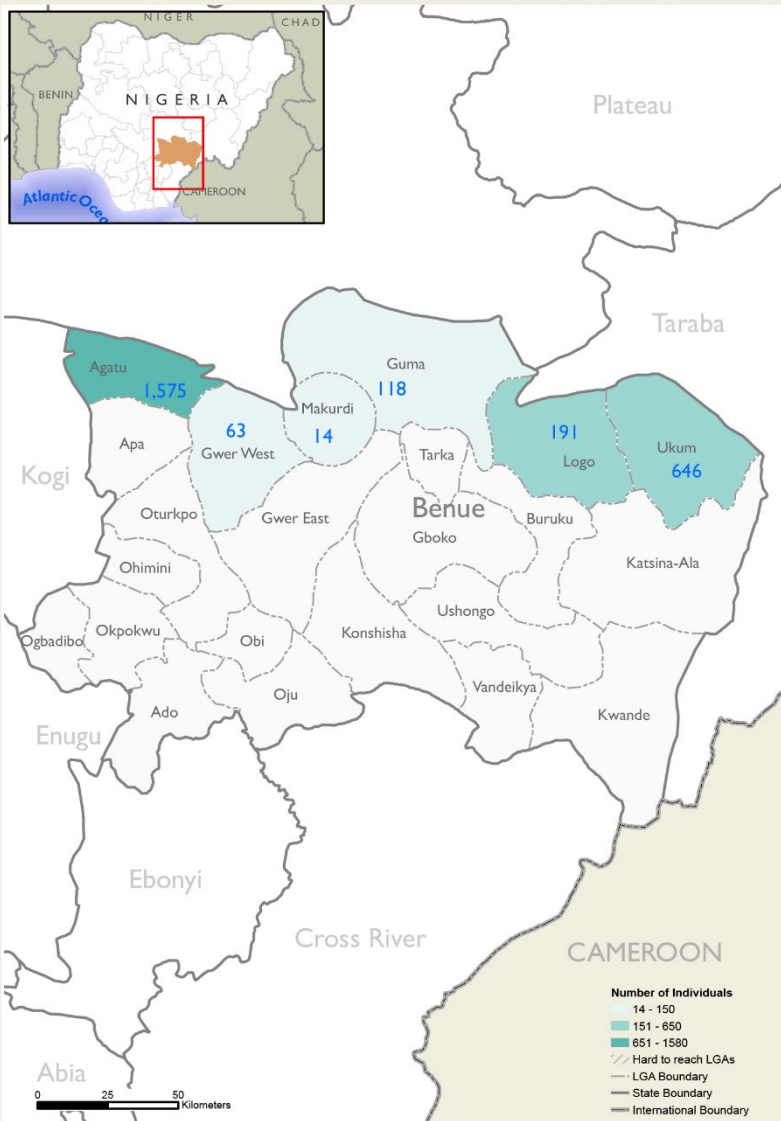 NIGER
CHAD
BENIN
NIGERIA
CAMEROON
Atlantic Ocea
Plateau
Taraba
Agatu
1,575
Guma
118
Makurdi
14
63
Gwer West
191
Logo
Ukum
646
Apa
Kogi
Tarka
Oturkpo
Gwer East
Benue
Gboko
Buruku
Katsina-Ala
Ohimini
Ushongo
Ogbadibo
Okpokwu
Obi
Konshisha
Vandeikya
Oju
Ado
Kwande
Enugu
Ebonyi
Cross River
CAMEROON
Abia
Number of Individuals
14 - 150
151 - 650
651 - 1580
Hard to reach LGAs
LGA Boundary
State Boundary
International Boundary
0 25 50
Kilometers